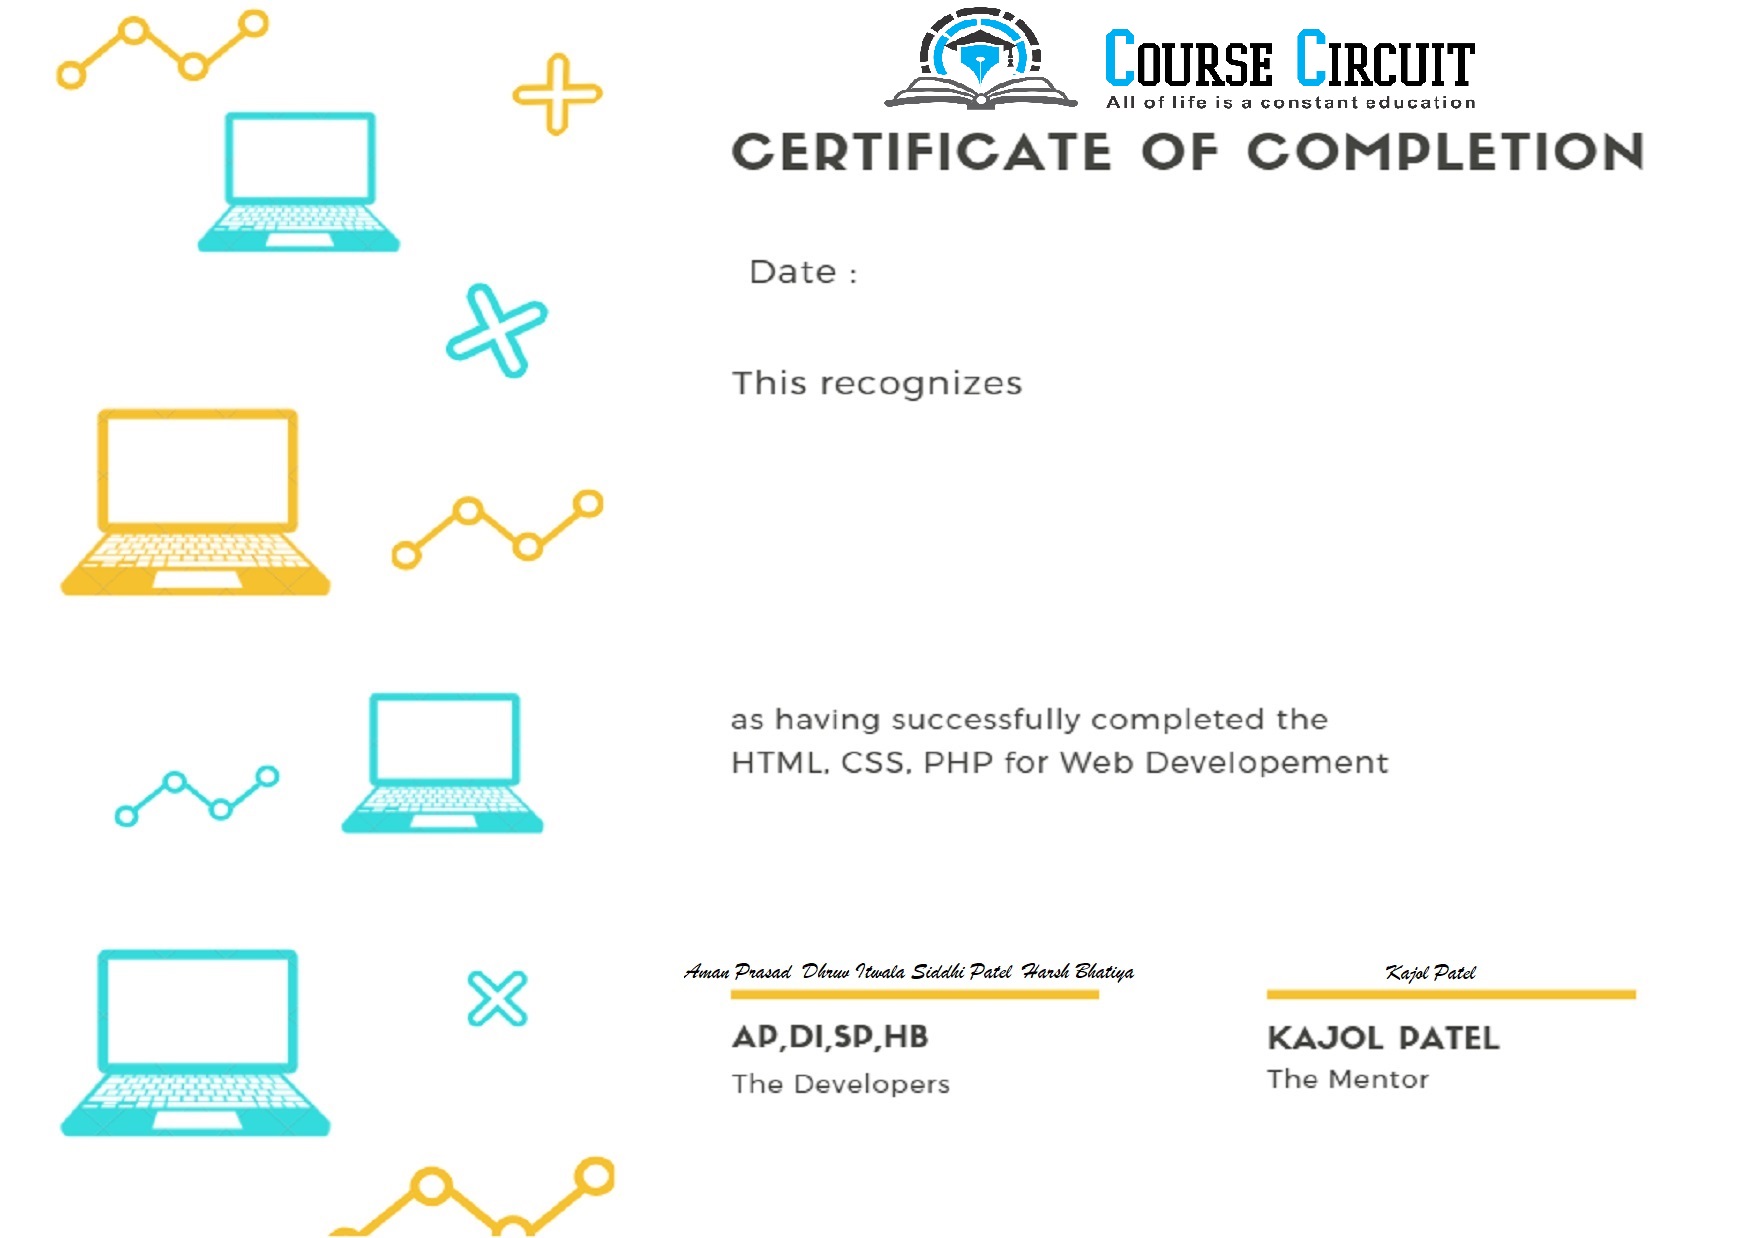 COURSE CIRCUIT
All of life is a constant education
CERTIFICATE OF COMPLETION
Date :
This recognizes
as having successfully completed the
HTML, CSS, PHP for Web Developement
Aman Prasad Dhruv Itwala Siddhi Patel Harsh Bhatiya
AP,DI,SP,HB
The Developers
Kajol Patel
KAJOL PATEL
The Mentor